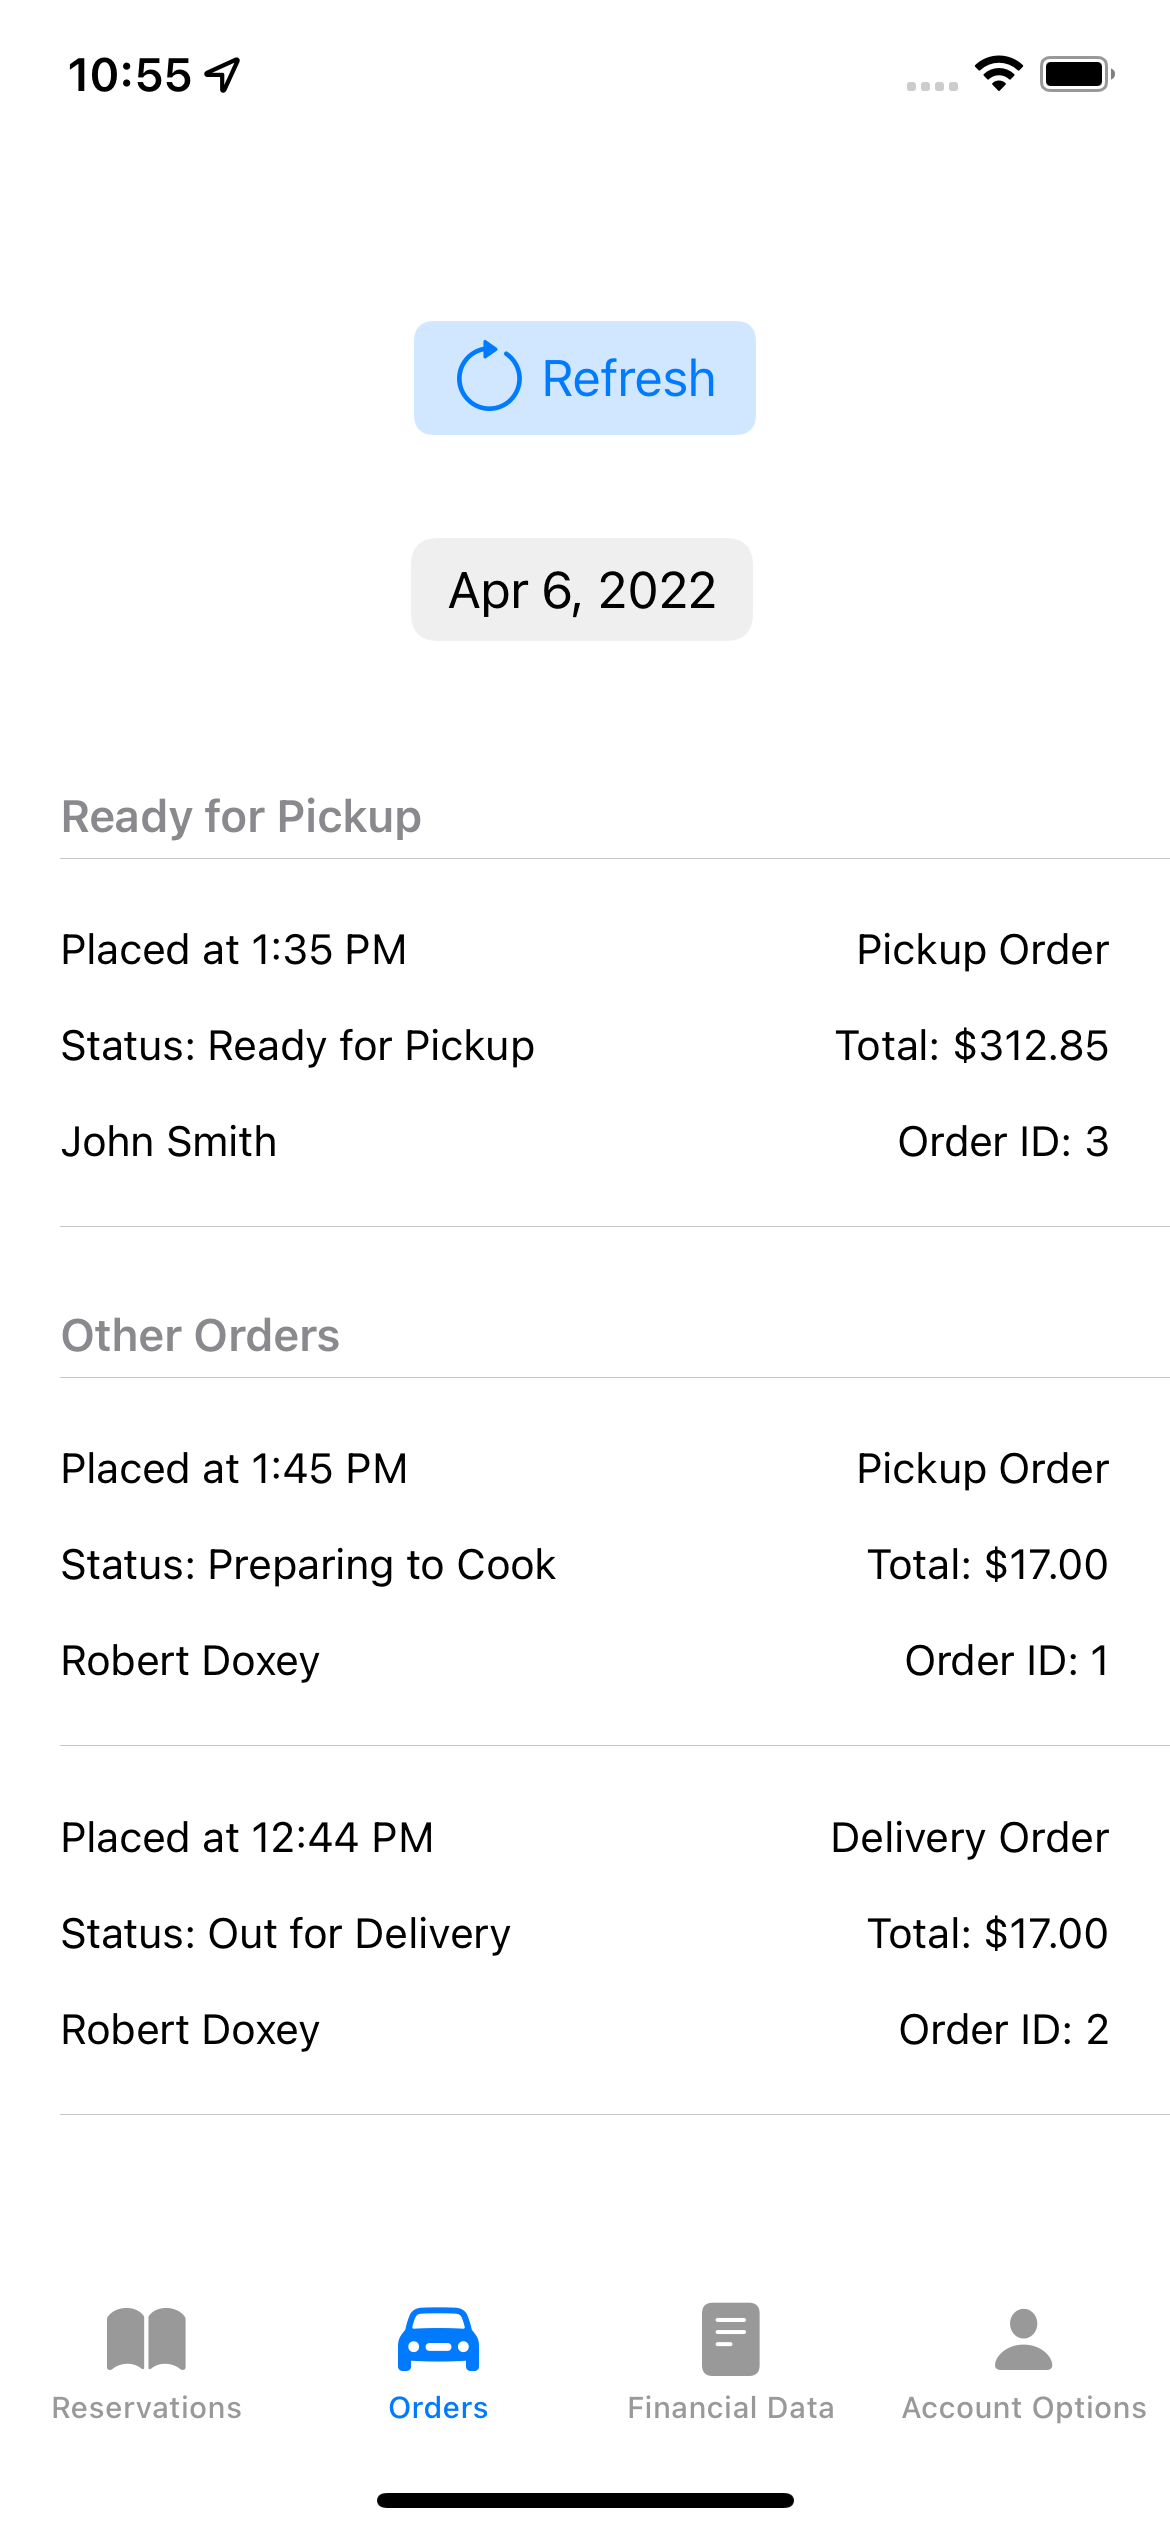 10:55
Refresh
Apr 6, 2022
Ready for Pickup
Placed at 1:35 PM Pickup Order
Status: Ready for Pickup Total: $312.85
John Smith Order ID: 3
Other Orders
Placed at 1:45 PM Pickup Order
Status: Preparing to Cook Total: $17.00
Robert Doxey Order ID: 1
Placed at 12:44 PM Delivery Order
Status: Out for Delivery Total: $17.00
Robert Doxey Order ID: 2
Reservations Orders Financial Data Account Options